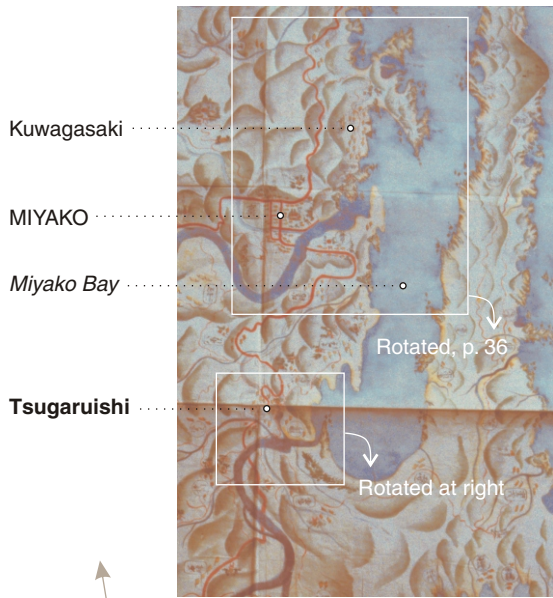 Kuwagasaki
MIYAKO
Miyako Bay
Rotated, p. 36
Tsugaruishi
Rotated at right